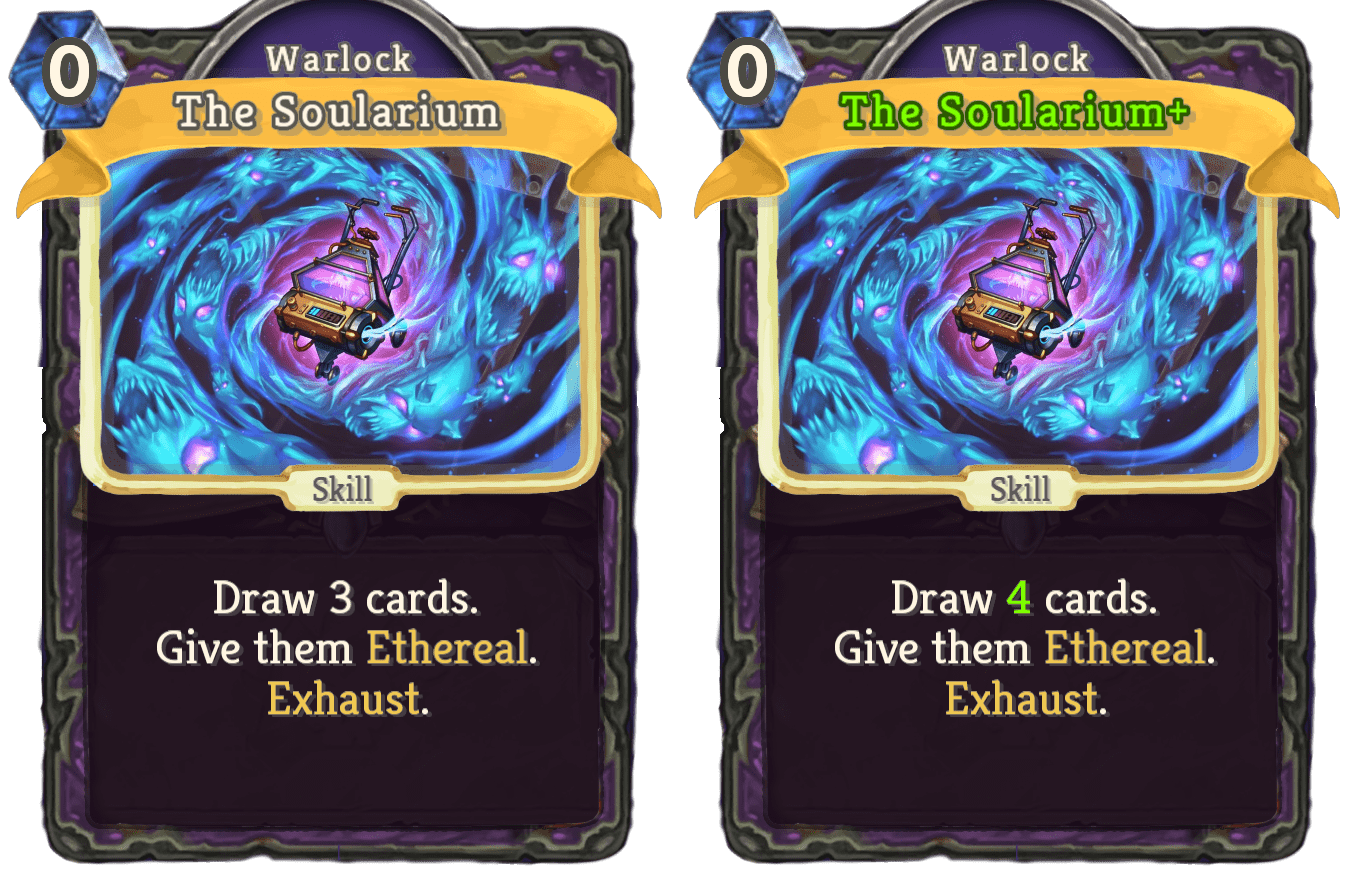 0
Warlock
The Soularium
Skill
Draw 3 cards.
Give them Ethereal.
Exhaust.
0
Warlock
The Soularium+
Skill
Draw 4 cards.
Give them Ethereal.
Exhaust.